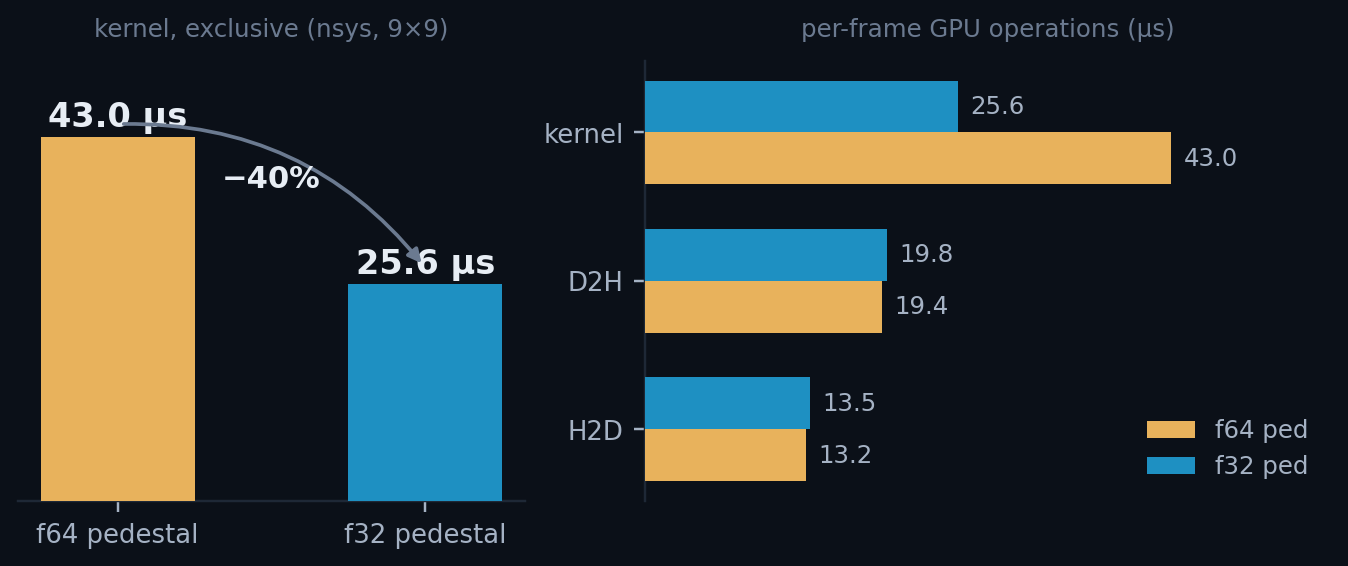 kernel, exclusive (nsys, 9×9)
43.0 µs
−40%
25.6 µs
f64 pedestal
f32 pedestal
per-frame GPU operations (µs)
kernel
25.6
43.0
D2H
19.8
19.4
H2D
13.5
13.2
f64 ped
f32 ped